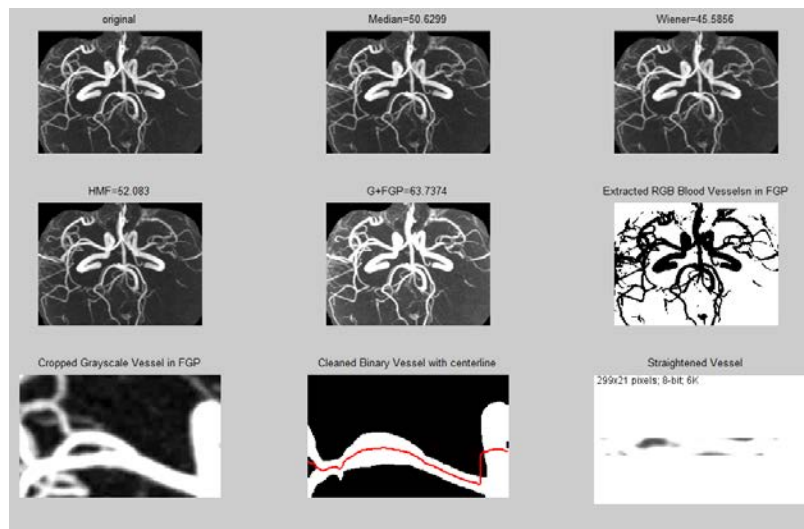 original
Median=50.6299
Wiener=45.5856
HMF=52.083
G+FGP=63.7374
Extracted RGB Blood Vesselsn in FGP
Cropped Grayscale Vessel in FGP
Cleaned Binary Vessel with centerline
Straightened Vessel
299x21 pixels; 8-bit; 6K